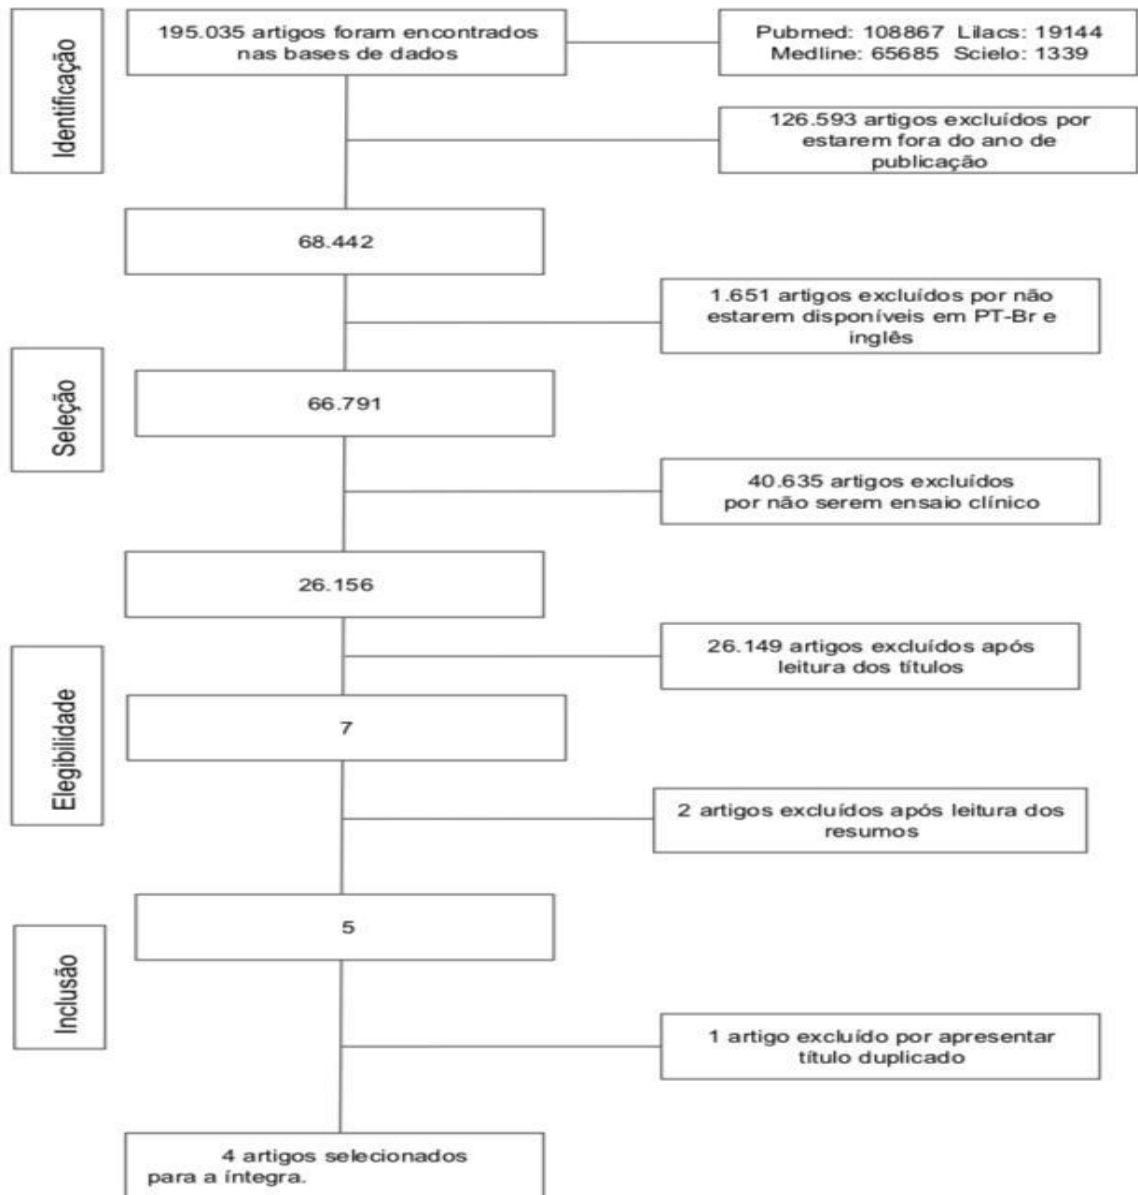 Identificação
195.035 artigos foram encontrados
nas bases de dados
Pubmed: 108867 Lilacs: 19144
Medline: 65685 Scielo: 1339
126.593 artigos excluídos por
estarem fora do ano de
publicação
68.442
1.651 artigos excluídos por não
estarem disponíveis em PT-Br e
inglês
Seleção
66.791
40.635 artigos excluídos
por não serem ensaio clínico
26.156
26.149 artigos excluídos após
leitura dos títulos
Elegibilidade
7
2 artigos excluídos após leitura dos
resumos
5
Inclusão
1 artigo excluído por apresentar
título duplicado
4 artigos selecionados
para a íntegra.